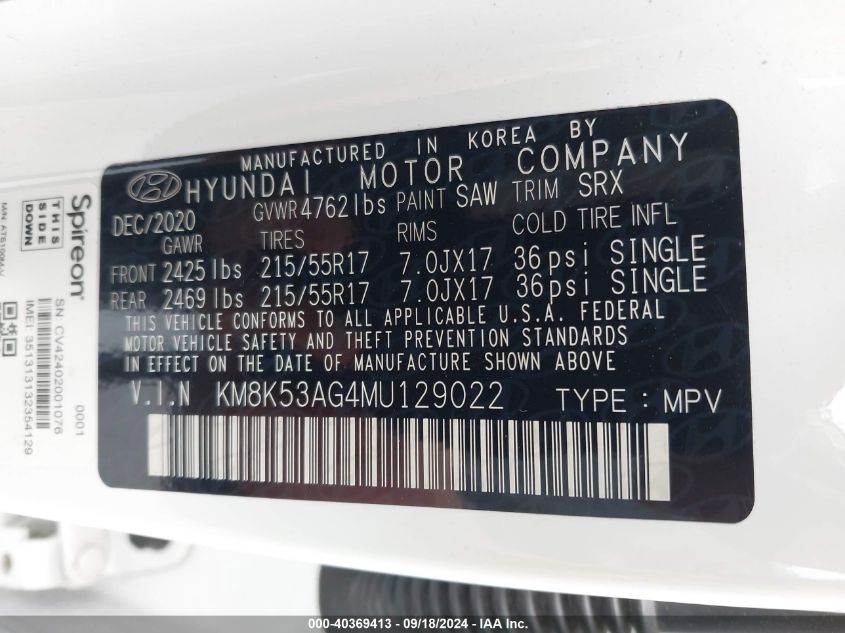 MANUFACTURED IN KOREA BY
HYUNDAI MOTOR COMPANY
DEC/2020 GVWR 4762 lbs PAINT SAW TRIM SRX
GAWR TIRES RIMS COLD TIRE INFL
FRONT 2425 lbs 215/55R17 7.0JX17 36 psi SINGLE
REAR 2469 lbs 215/55R17 7.0JX17 36 psi SINGLE
THIS VEHICLE CONFORMS TO ALL APPLICABLE U.S.A. FEDERAL
MOTOR VEHICLE SAFETY AND THEFT PREVENTION STANDARDS
IN EFFECT ON THE DATE OF MANUFACTURE SHOWN ABOVE
V.I.N KM8K53AG4MU129022 TYPE : MPV
Spireon
THIS
SIDE
DOWN
SN: CV42402001076
IMEI: 351313132354129
0001
000-40369413 - 09/18/2024 - IAA Inc.